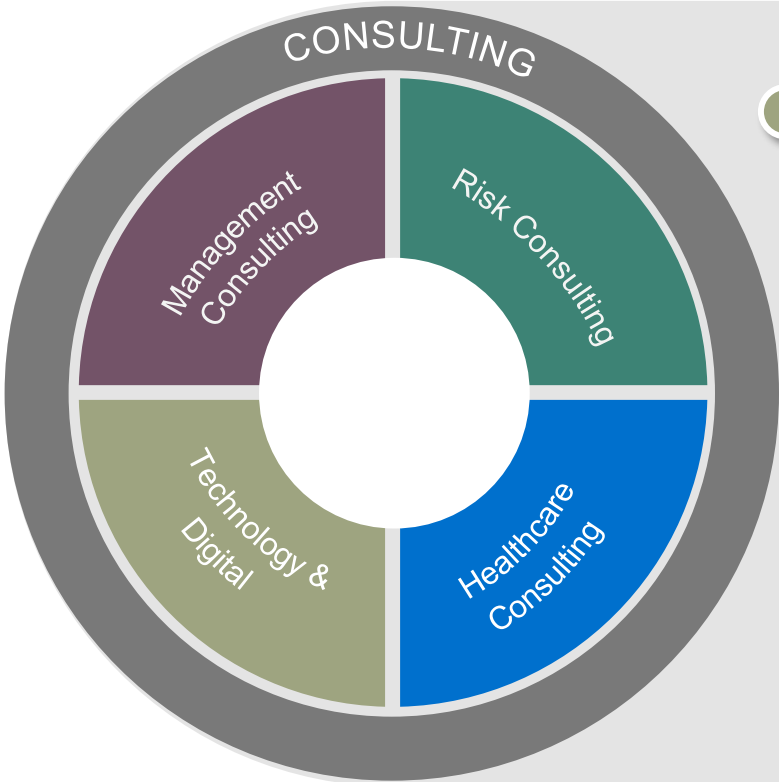 CONSULTING
Management
Consulting
Risk Consulting
Technology &
Digital
Healthcare
Consulting